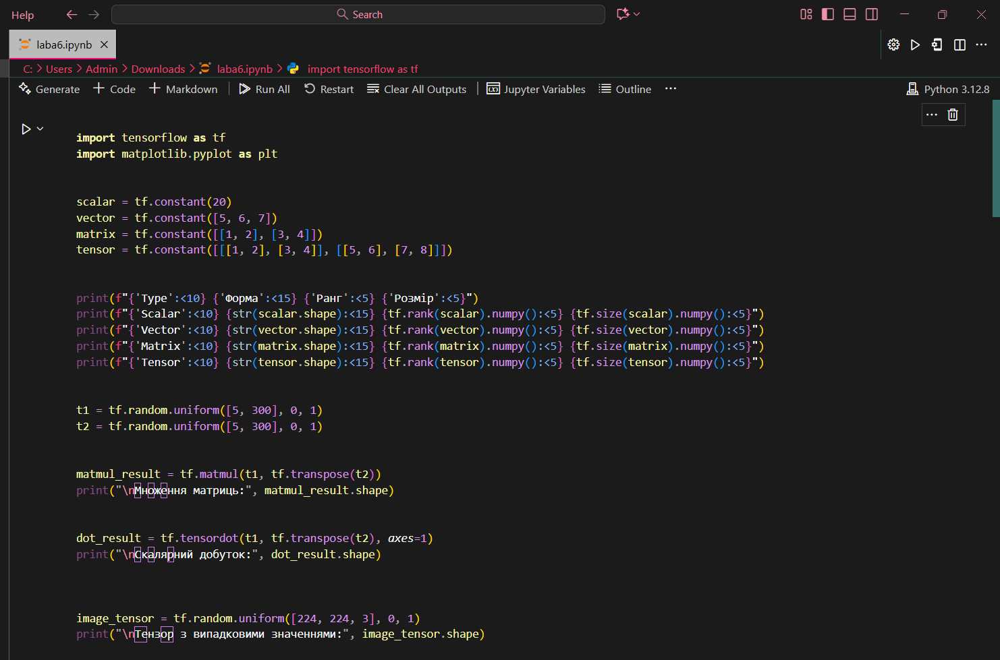 Help
Search
laba6.ipynb
C: > Users > Admin > Downloads > laba6.ipynb > import tensorflow as tf
Generate + Code + Markdown Run All Restart Clear All Outputs Jupyter Variables Outline ... Python 3.12.8
import tensorflow as tf
import matplotlib.pyplot as plt
scalar = tf.constant(20)
vector = tf.constant([5, 6, 7])
matrix = tf.constant([[1, 2], [3, 4]])
tensor = tf.constant([[[1, 2], [3, 4]], [[5, 6], [7, 8]]])
print(f"{'Type':<10} {'Форма':<15} {'Ранг':<5} {'Розмір':<5}")
print(f"{'Scalar':<10} {str(scalar.shape):<15} {tf.rank(scalar).numpy():<5} {tf.size(scalar).numpy():<5}")
print(f"{'Vector':<10} {str(vector.shape):<15} {tf.rank(vector).numpy():<5} {tf.size(vector).numpy():<5}")
print(f"{'Matrix':<10} {str(matrix.shape):<15} {tf.rank(matrix).numpy():<5} {tf.size(matrix).numpy():<5}")
print(f"{'Tensor':<10} {str(tensor.shape):<15} {tf.rank(tensor).numpy():<5} {tf.size(tensor).numpy():<5}")
t1 = tf.random.uniform([5, 300], 0, 1)
t2 = tf.random.uniform([5, 300], 0, 1)
matmul_result = tf.matmul(t1, tf.transpose(t2))
print("\nМноження матриць:", matmul_result.shape)
dot_result = tf.tensordot(t1, tf.transpose(t2), axes=1)
print("\nСкалярний добуток:", dot_result.shape)
image_tensor = tf.random.uniform([224, 224, 3], 0, 1)
print("\nТензор з випадковими значеннями:", image_tensor.shape)